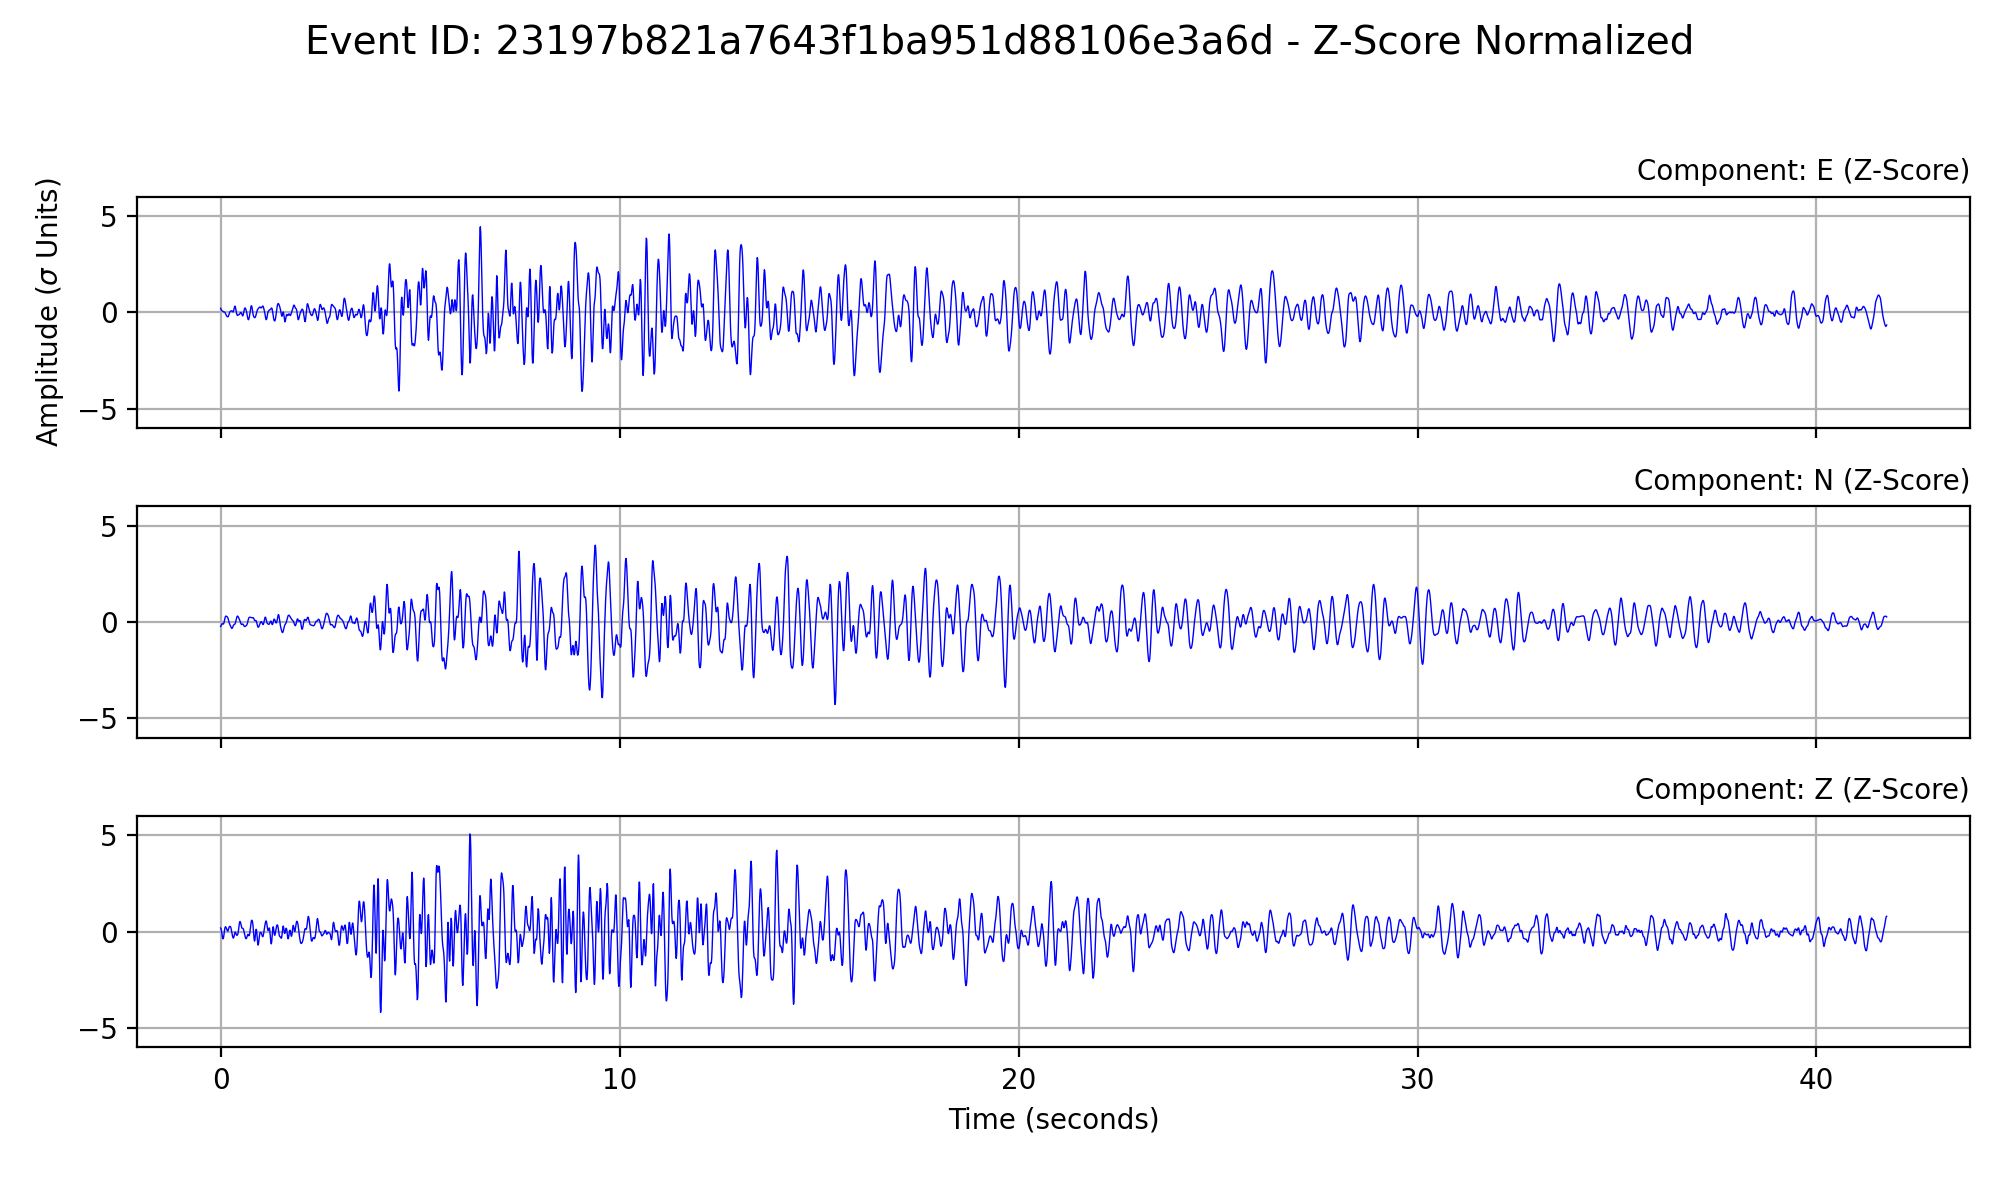 Event ID: 23197b821a7643f1ba951d88106e3a6d - Z-Score Normalized
Component: E (Z-Score)
Amplitude (σ Units)
5
0
−5
Component: N (Z-Score)
5
0
−5
Component: Z (Z-Score)
5
0
−5
0 10 20 30 40
Time (seconds)